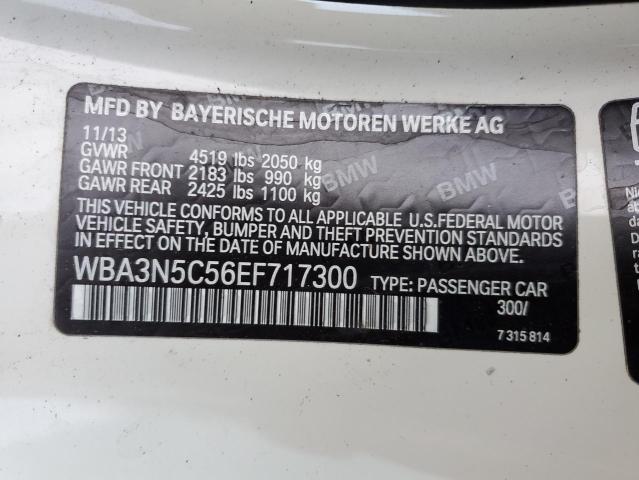 MFD BY BAYERISCHE MOTOREN WERKE AG
11/13
GVWR 4519 lbs 2050 kg
GAWR FRONT 2183 lbs 990 kg
GAWR REAR 2425 lbs 1100 kg
THIS VEHICLE CONFORMS TO ALL APPLICABLE U.S.FEDERAL MOTOR
VEHICLE SAFETY, BUMPER AND THEFT PREVENTION STANDARDS
IN EFFECT ON THE DATE OF MANUFACTURE SHOWN ABOVE.
WBA3N5C56EF717300 TYPE: PASSENGER CAR
300/
7 315 814
BMW
BMW